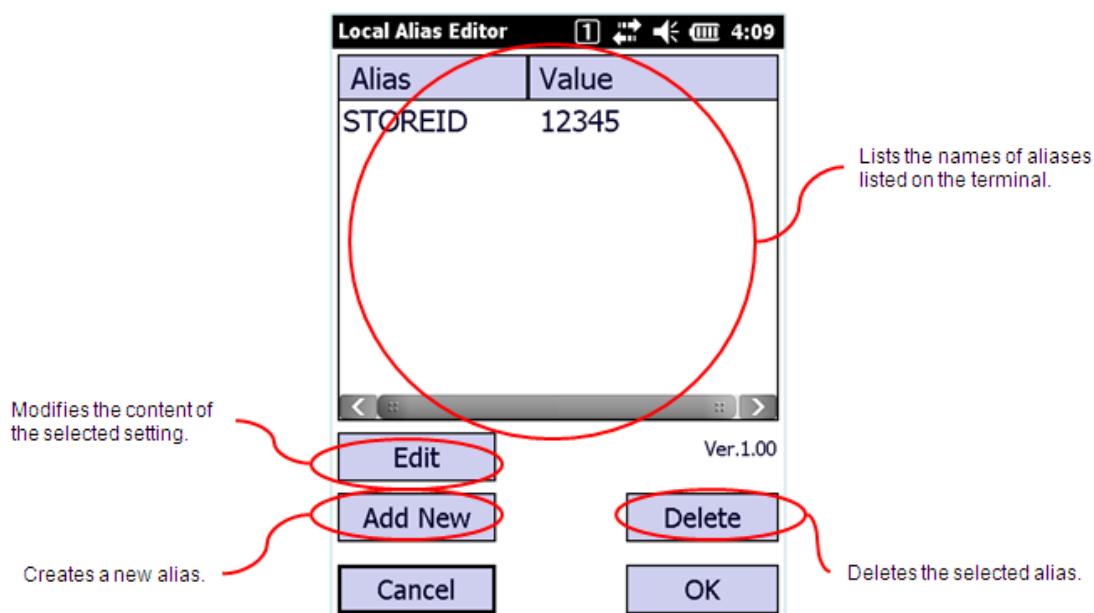 Local Alias Editor 1 4:09
Alias Value
STOREID 12345
Lists the names of aliases
listed on the terminal.
Modifies the content of
the selected setting.
Edit
Ver.1.00
Add New Delete
Creates a new alias.
Deletes the selected alias.
Cancel OK